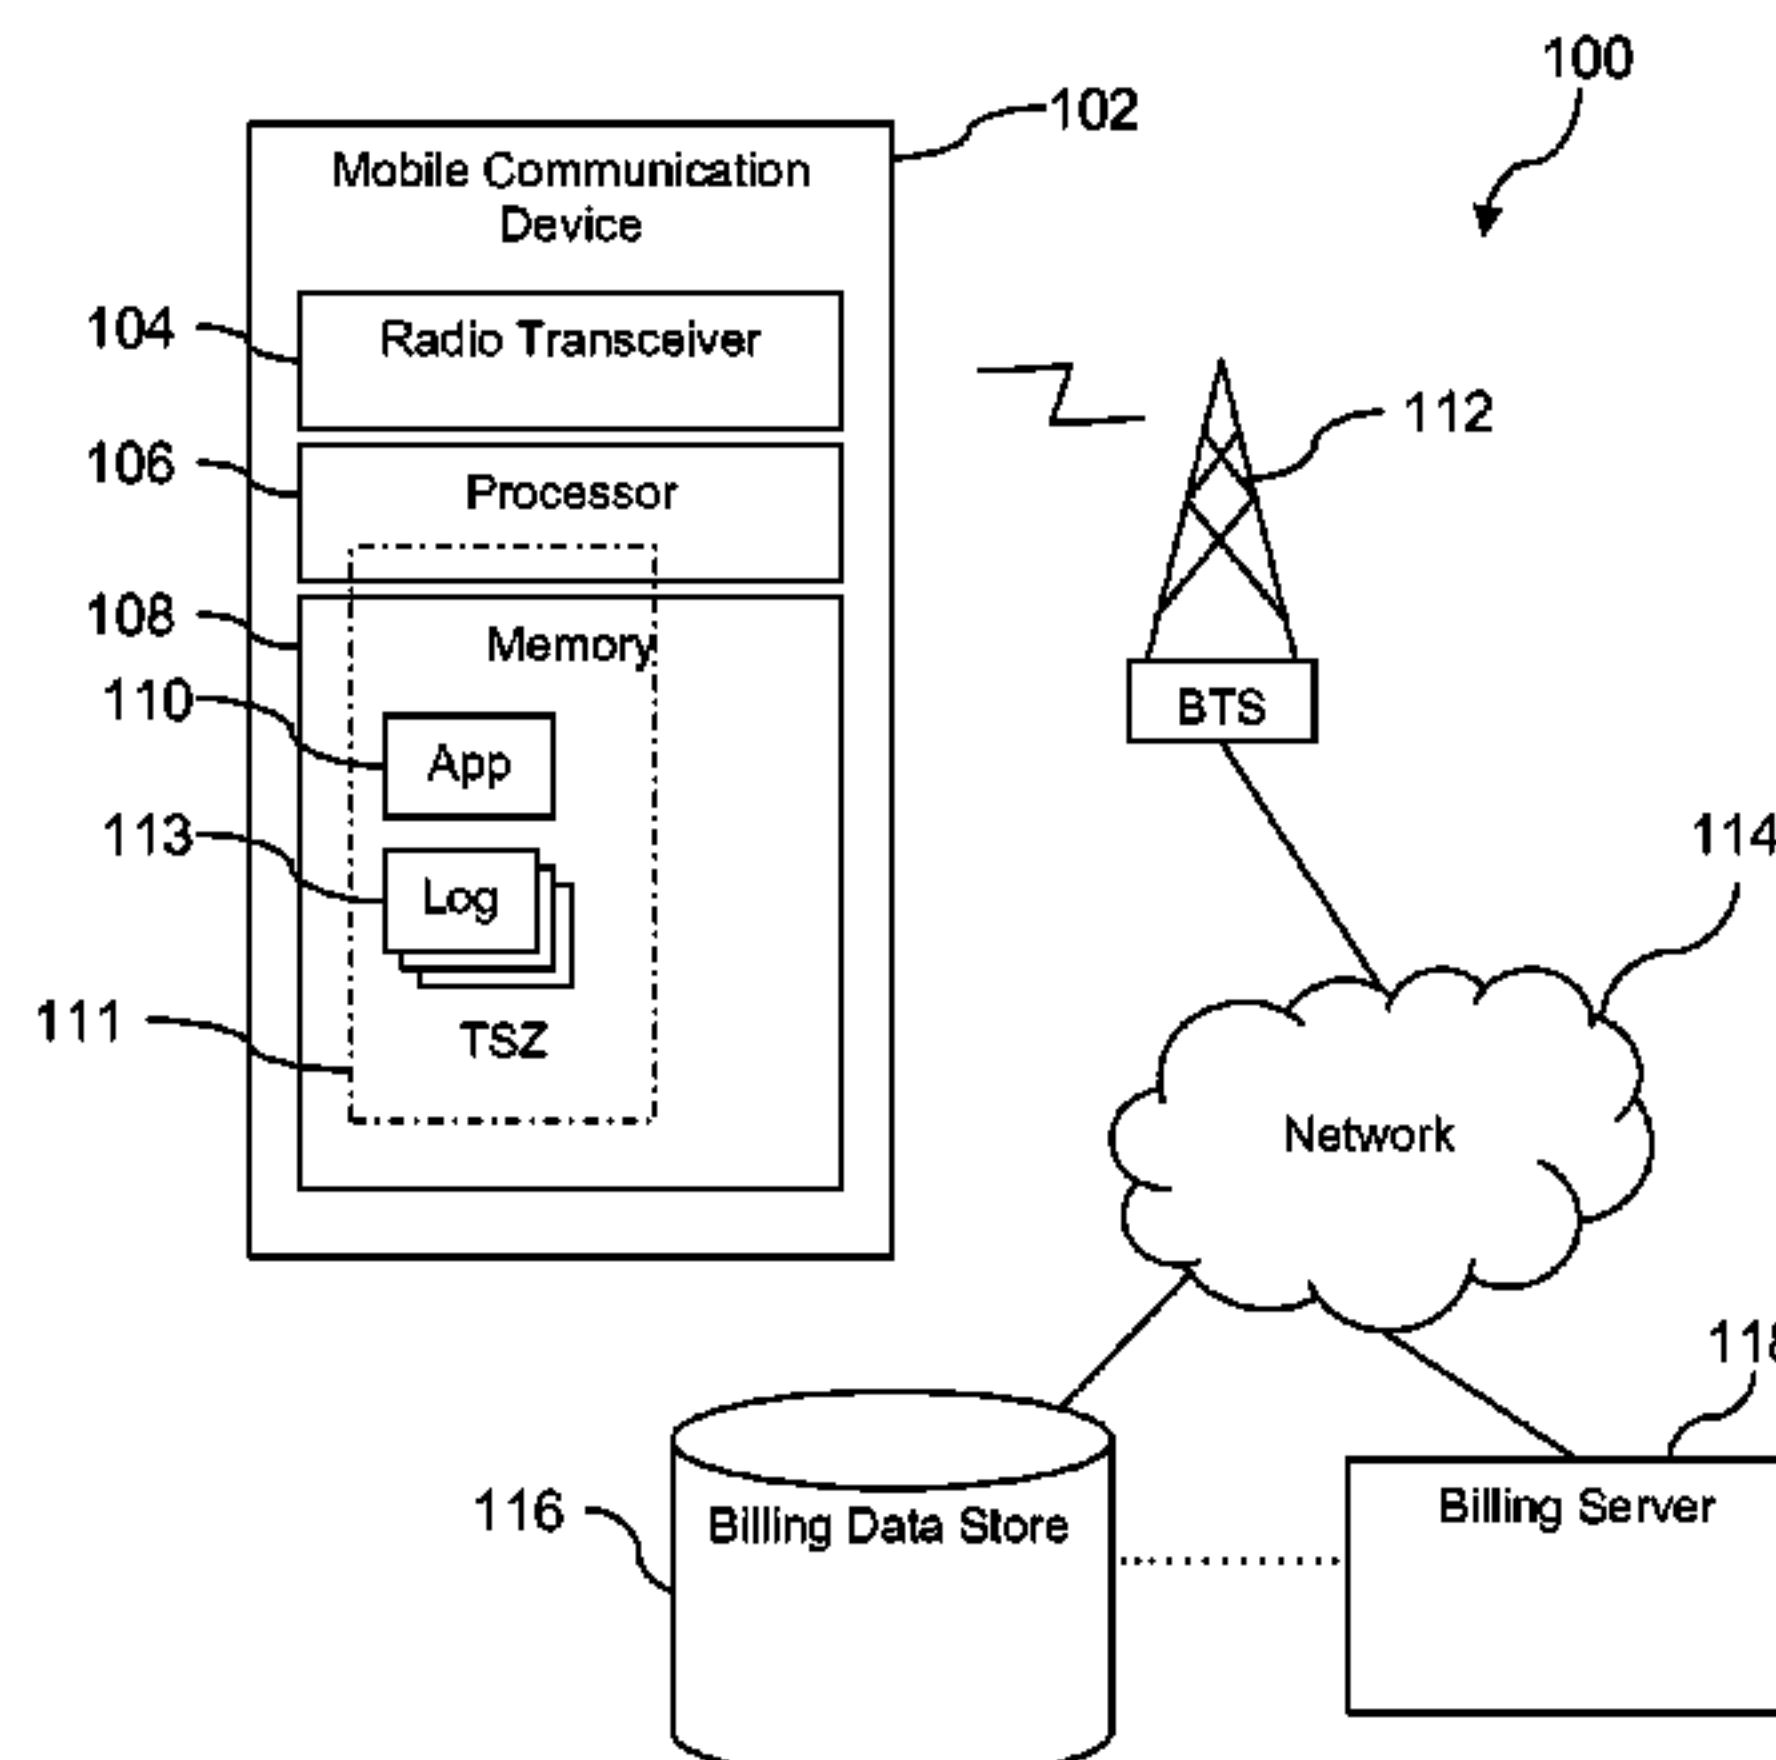 100
102
Mobile Communication
Device
104
Radio Transceiver
112
106
Processor
108
Memory
110
BTS
App
113
114
Log
111
TSZ
Network
118
116
Billing Data Store
Billing Server